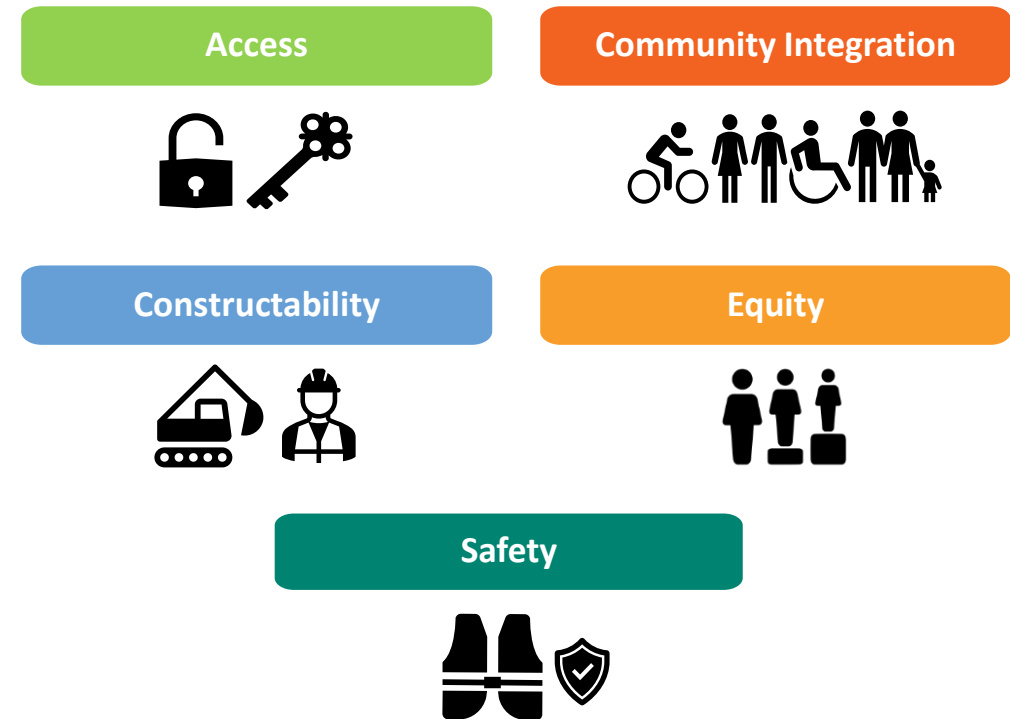 Access
Community Integration
Constructability
Equity
Safety